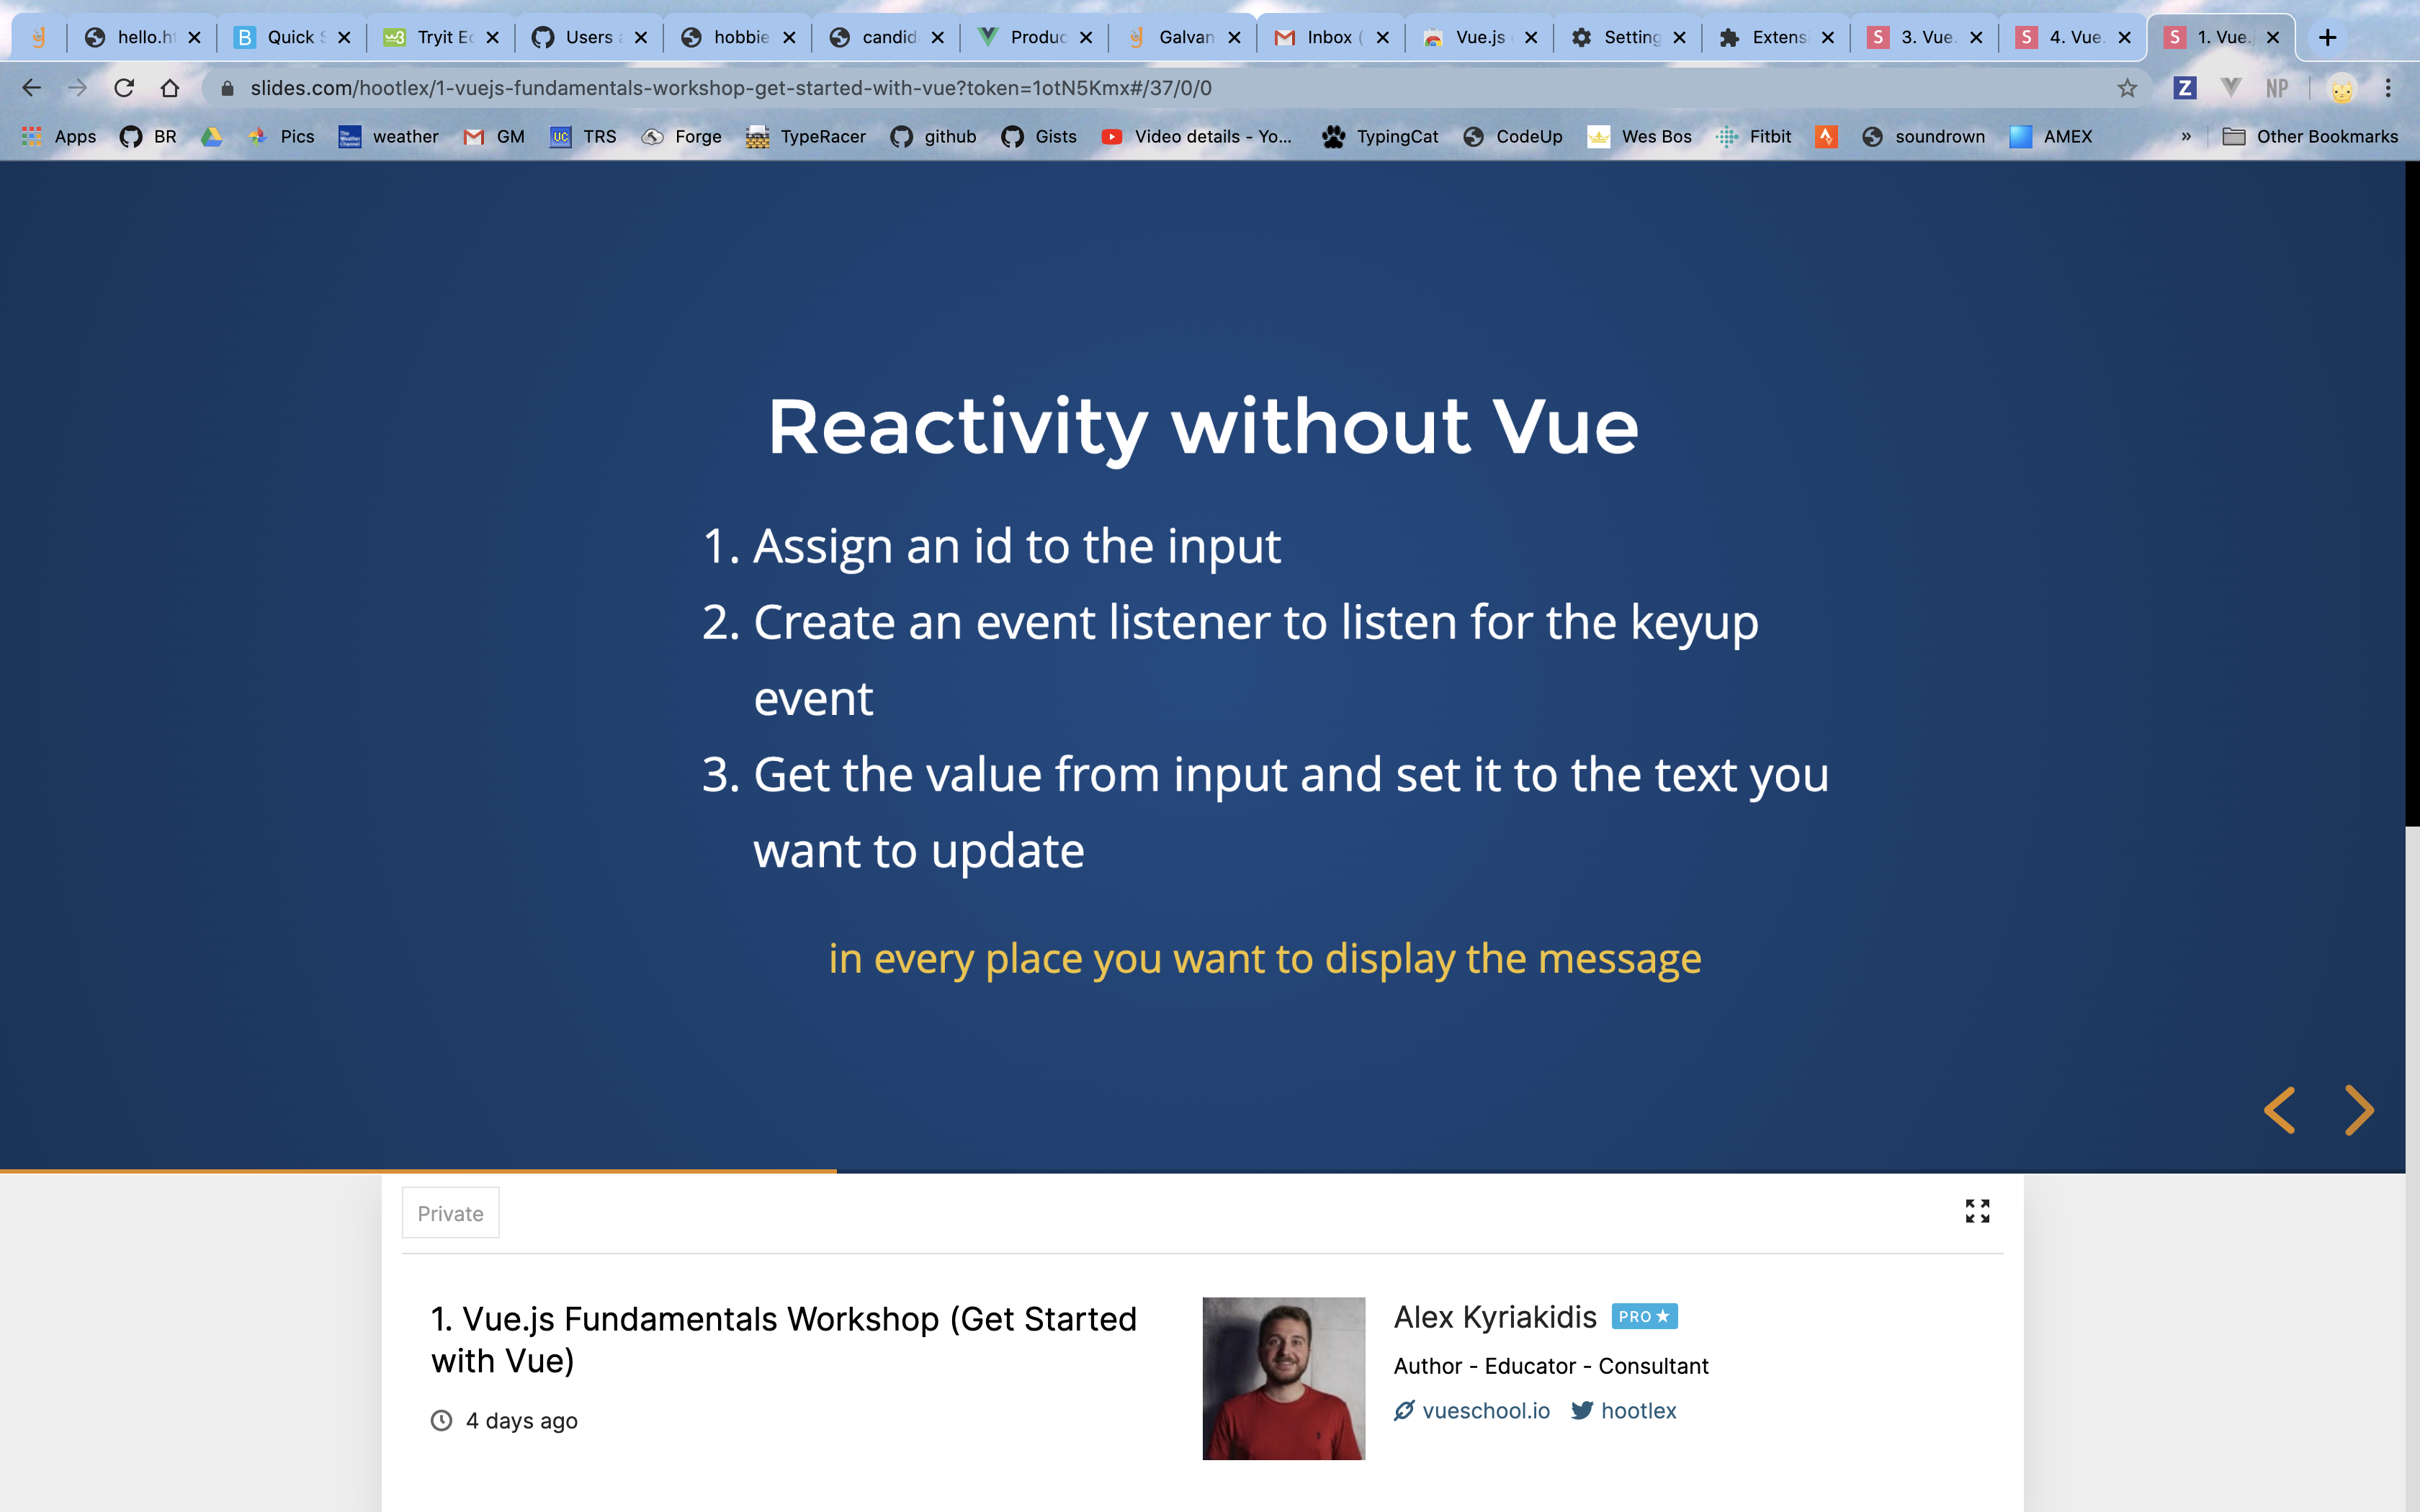 hello.h
Quick S
Tryit Ed
Users a
hobbie
candid
Produc
Galvan
Inbox (
Vue.js
Setting
Extensi
3. Vue.
4. Vue.
1. Vue.
slides.com/hootlex/1-vuejs-fundamentals-workshop-get-started-with-vue?token=1otN5Kmx#/37/0/0
Z
NP
Apps
BR
Pics
weather
GM
UC
TRS
Forge
TypeRacer
github
Gists
Video details - Yo...
TypingCat
CodeUp
Wes Bos
Fitbit
soundrown
AMEX
»
Other Bookmarks
Reactivity without Vue
1. Assign an id to the input
2. Create an event listener to listen for the keyup
event
3. Get the value from input and set it to the text you
want to update
in every place you want to display the message
Private
1. Vue.js Fundamentals Workshop (Get Started
with Vue)
4 days ago
Alex Kyriakidis PRO
Author - Educator - Consultant
vueschool.io hootlex